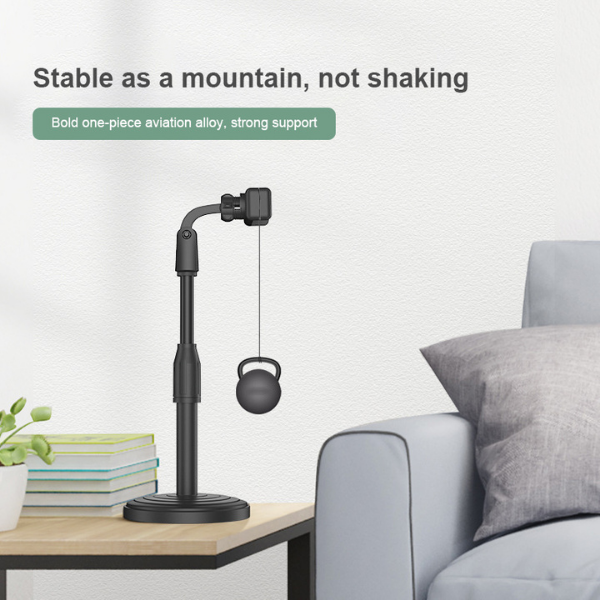 Stable as a mountain, not shaking
Bold one-piece aviation alloy, strong support